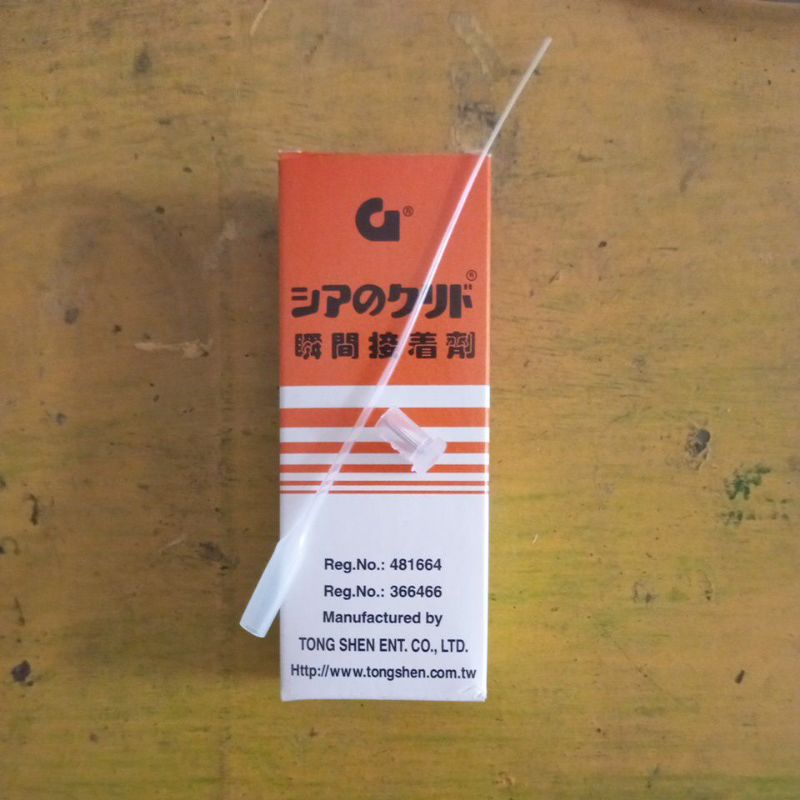 G®
シアのクリド®
瞬間接着劑
Reg.No.: 481664
Reg.No.: 366466
Manufactured by
TONG SHEN ENT. CO., LTD.
Http://www.tongshen.com.tw